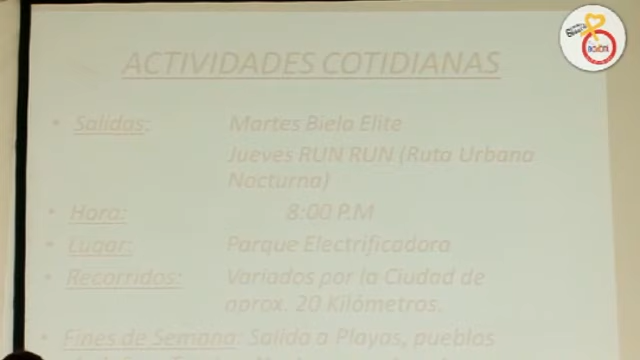 ACTIVIDADES COTIDIANAS
• Salidas: Martes Biela Elite
Jueves RUN RUN (Ruta Urbana
Nocturna)
• Hora: 8:00 P.M
• Lugar: Parque Electrificadora
• Recorridos: Variados por la Ciudad de
aprox. 20 Kilómetros.
• Fines de Semana: Salida a Playas, pueblos